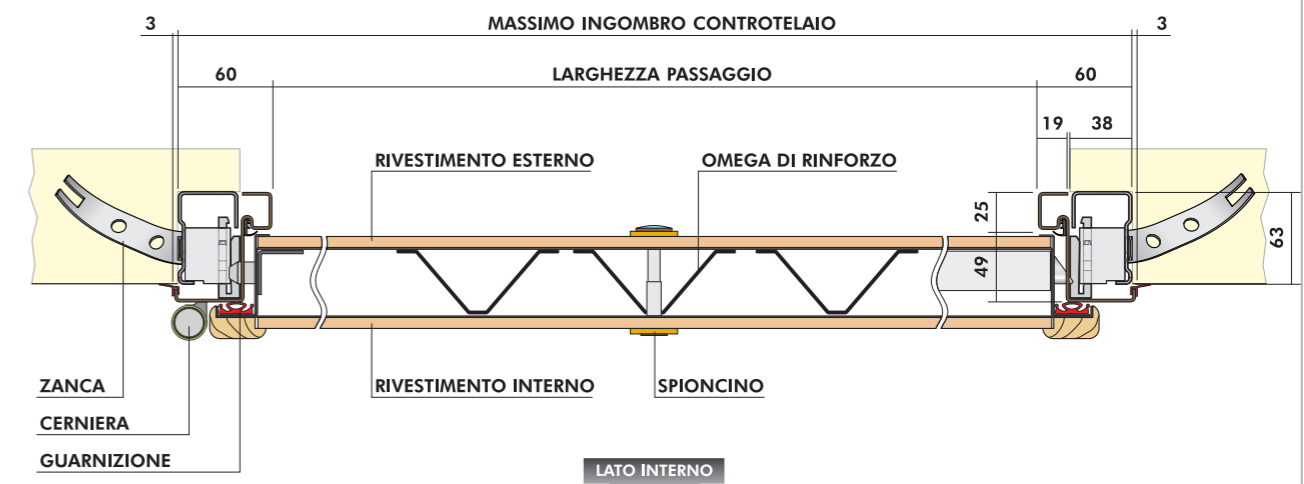 3
MASSIMO INGOMBRO CONTROTELAIO
3
60
LARGHEZZA PASSAGGIO
60
19
38
RIVESTIMENTO ESTERNO
OMEGA DI RINFORZO
25
49
63
ZANCA
RIVESTIMENTO INTERNO
SPIONCINO
CERNIERA
GUARNIZIONE
LATO INTERNO